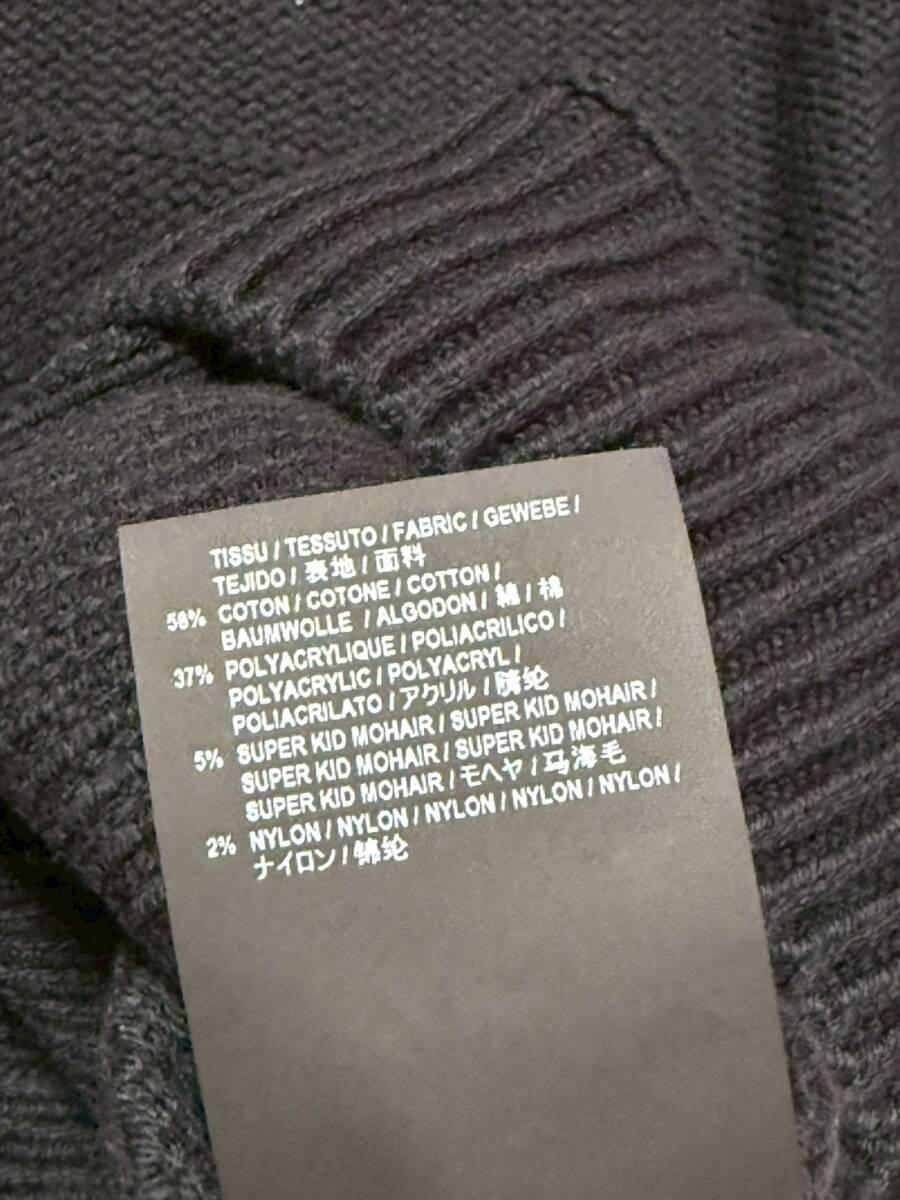 TISSU / TESSUTO / FABRIC / GEWEBE /
TEJIDO / 表地 / 面料
56% COTON / COTONE / COTTON /
BAUMWOLLE / ALGODON / 綿 / 棉
37% POLYACRYLIQUE / POLIACRILICO /
POLYACRYLIC / POLYACRYL /
POLIACRILATO / アクリル / 腈纶
5% SUPER KID MOHAIR / SUPER KID MOHAIR /
SUPER KID MOHAIR / SUPER KID MOHAIR /
SUPER KID MOHAIR / モヘヤ / 马海毛
2% NYLON / NYLON / NYLON / NYLON / NYLON /
ナイロン / 锦纶